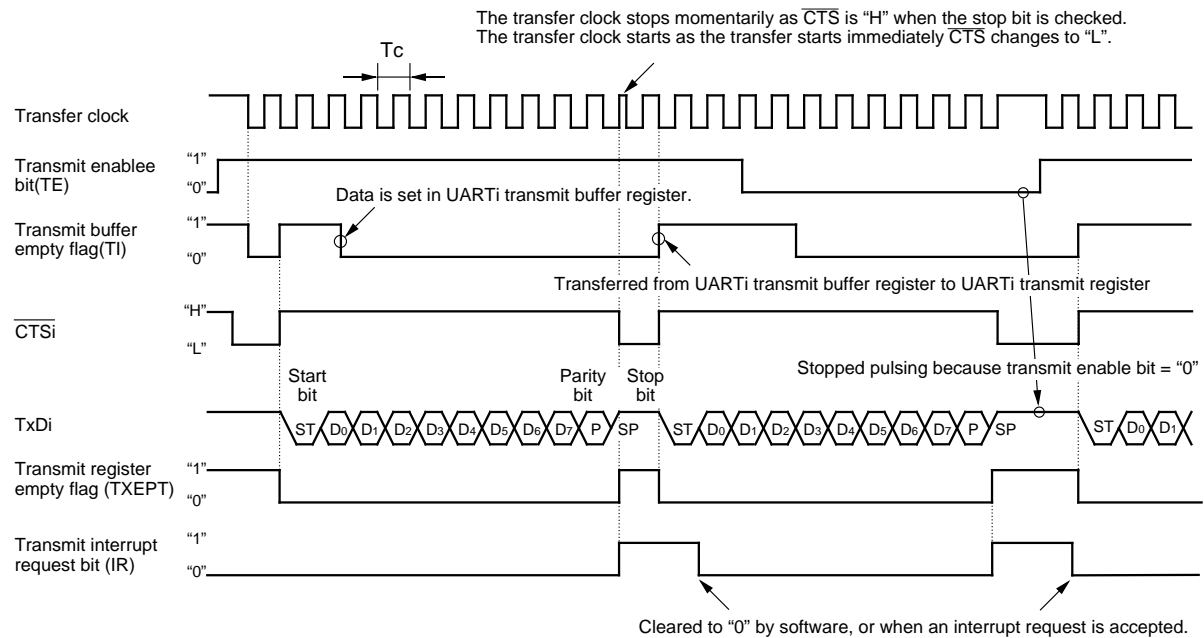 The transfer clock stops momentarily as CTS is “H” when the stop bit is checked.
The transfer clock starts as the transfer starts immediately CTS changes to “L”.
Tc
Transfer clock
Transmit enablee
bit(TE)
“1”
“0”
Data is set in UARTi transmit buffer register.
Transmit buffer
empty flag(TI)
“1”
“0”
Transferred from UARTi transmit buffer register to UARTi transmit register
CTSi
“H”
“L”
Stopped pulsing because transmit enable bit = “0”
Start
bit
Parity
bit
Stop
bit
TxDi
ST D0 D1 D2 D3 D4 D5 D6 D7 P SP ST D0 D1 D2 D3 D4 D5 D6 D7 P SP ST D0 D1
Transmit register
empty flag (TXEPT)
“1”
“0”
Transmit interrupt
request bit (IR)
“1”
“0”
Cleared to “0” by software, or when an interrupt request is accepted.